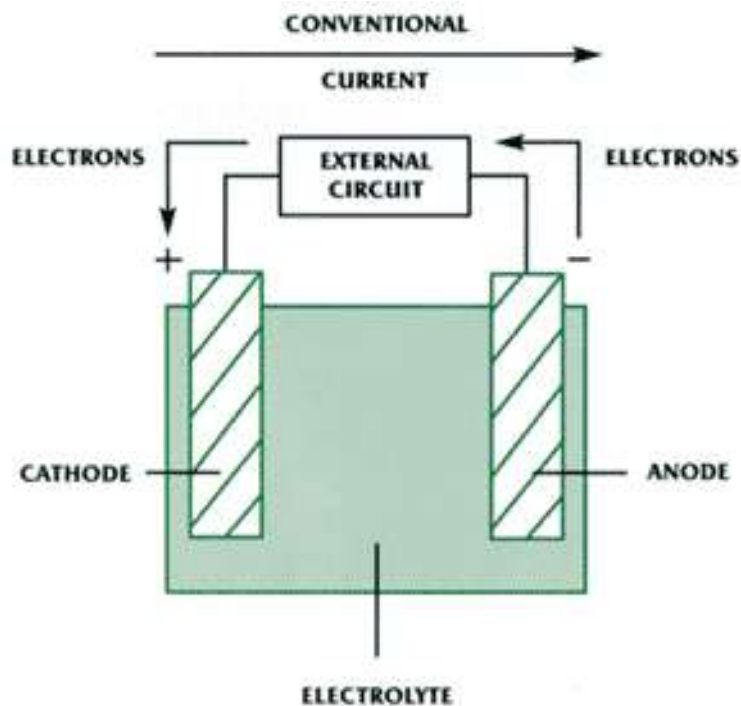 CONVENTIONAL
CURRENT
ELECTRONS
EXTERNAL
CIRCUIT
ELECTRONS
+
−
CATHODE
ANODE
ELECTROLYTE